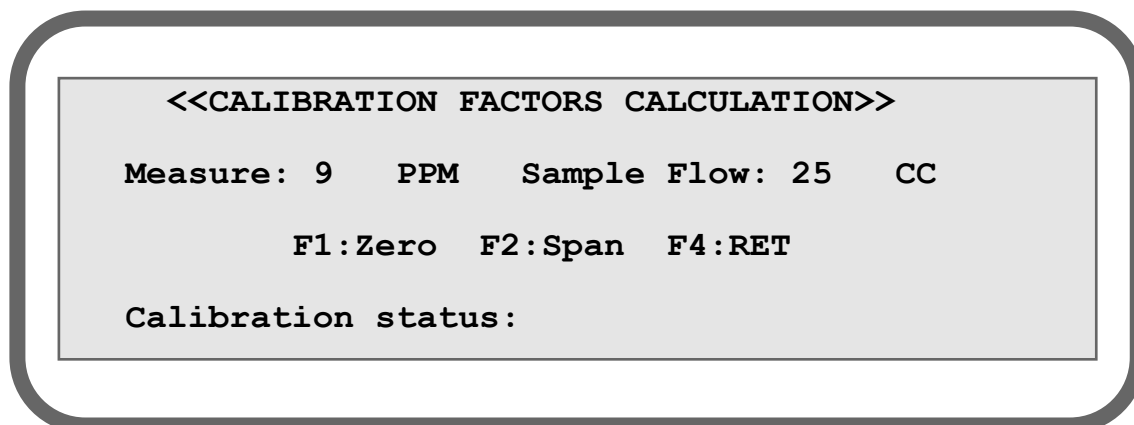 <<CALIBRATION FACTORS CALCULATION>>
Measure: 9 PPM Sample Flow: 25 CC
F1:Zero F2:Span F4:RET
Calibration status: